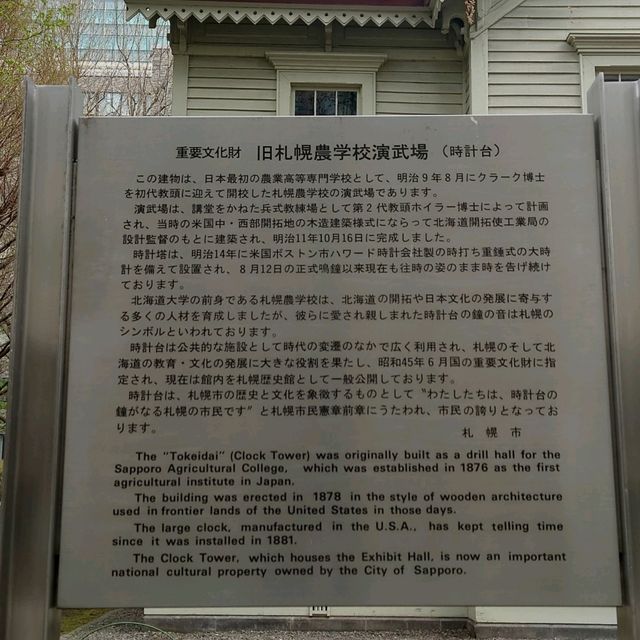 重要文化財 旧札幌農学校演武場 (時計台)
この建物は、日本最初の農業高等専門学校として、明治9年8月にクラーク博士
を初代教頭に迎えて開校した札幌農学校の演武場であります。
演武場は、講堂をかねた兵式教練場として第2代教頭ホイラー博士によって計画
され、当時の米国中・西部開拓地の木造建築様式にならって北海道開拓使工業局の
設計監督のもとに建築され、明治11年10月16日に完成しました。
時計塔は、明治14年に米国ボストン市ハワード時計会社製の時打ち重錘式の大時
計を備えて設置され、8月12日の正式鳴鐘以来現在も往時の姿のまま時を告げ続け
ております。
北海道大学の前身である札幌農学校は、北海道の開拓や日本文化の発展に寄与す
る多くの人材を育成しましたが、彼らに愛され親しまれた時計台の鐘の音は札幌の
シンボルといわれております。
時計台は公共的な施設として時代の変遷のなかで広く利用され、札幌のそして北
海道の教育・文化の発展に大きな役割を果たし、昭和45年6月国の重要文化財に指
定され、現在は館内を札幌歴史館として一般公開しております。
時計台は、札幌市の歴史と文化を象徴するものとして〝わたしたちは、時計台の
鐘がなる札幌の市民です〟と札幌市民憲章前章にうたわれ、市民の誇りとなってお
ります。
札幌市
The "Tokeidai" (Clock Tower) was originally built as a drill hall for the
Sapporo Agricultural College, which was established in 1876 as the first
agricultural institute in Japan.
The building was erected in 1878 in the style of wooden architecture
used in frontier lands of the United States in those days.
The large clock, manufactured in the U.S.A., has kept telling time
since it was installed in 1881.
The Clock Tower, which houses the Exhibit Hall, is now an important
national cultural property owned by the City of Sapporo.